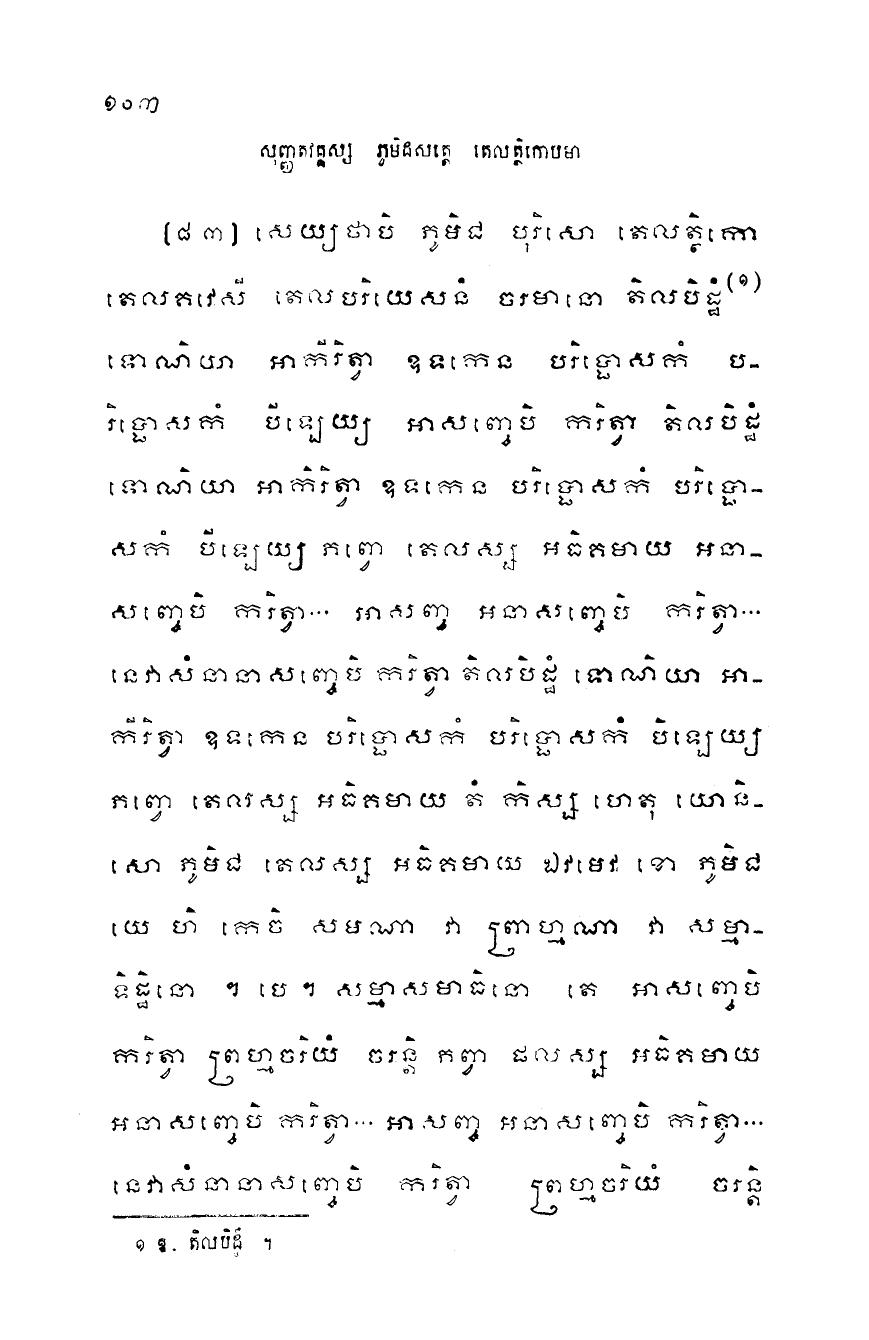 ១០៣
សុញ្ញតវគ្គស្ស ភូមិជសុត្តេ តេលត្ថិកោបមា
[៨៣] សេយ្យថាបិ ភូមិជ បុរិសោ តេលត្ថិកោ
តេលគវេសី តេលបរិយេសនំ ចរមានោ តិលបិដ្ឋំ(១)
ទោណិយា អាកីរិត្វា ឧទកេន បរិប្ផោសកំ ប-
រិប្ផោសកំ បីឡេយ្យ អាសញ្ចេបិ ករិត្វា តិលបិដ្ឋំ
ទោណិយា អាកិរិត្វា ឧទកេន បរិប្ផោសកំ បរិប្ផោ-
សកំ បីឡេយ្យ ភព្វោ តេលស្ស អធិគមាយ អនា-
សញ្ចេបិ ករិត្វា… អាសញ្ច អនាសញ្ចេបិ ករិត្វា…
នេវាសំនានាសញ្ចេបិ ករិត្វា តិលបិដ្ឋំ ទោណិយា អា-
កីរិត្វា ឧទកេន បរិប្ផោសកំ បរិប្ផោសកំ បិឡេយ្យ
ភព្វោ តេលស្ស អធិគមាយ តំ កិស្ស ហេតុ យោនិ-
សោ ភូមិជ តេលស្ស អធិគមាយ ឯវមេវ ខោ ភូមិជ
យេ ហិ កេចិ សមណា វា ព្រាហ្មណា វា សម្មា-
ទិដ្ឋិនោ ។ បេ ។ សម្មាសមាធិនោ តេ អាសញ្ចេបិ
ករិត្វា ព្រហ្មចរិយំ ចរន្តិ ភព្វា ផលស្ស អធិគមាយ
អនាសញ្ចេបិ ករិត្វា… អាសញ្ច អនាសញ្ចេបិ ករិត្វា…
នេវាសំនានាសញ្ចេបិ ករិត្វា ព្រហ្មចរិយំ ចរន្តិ
១ ឱ. តិលបិដ្ឋំ ។